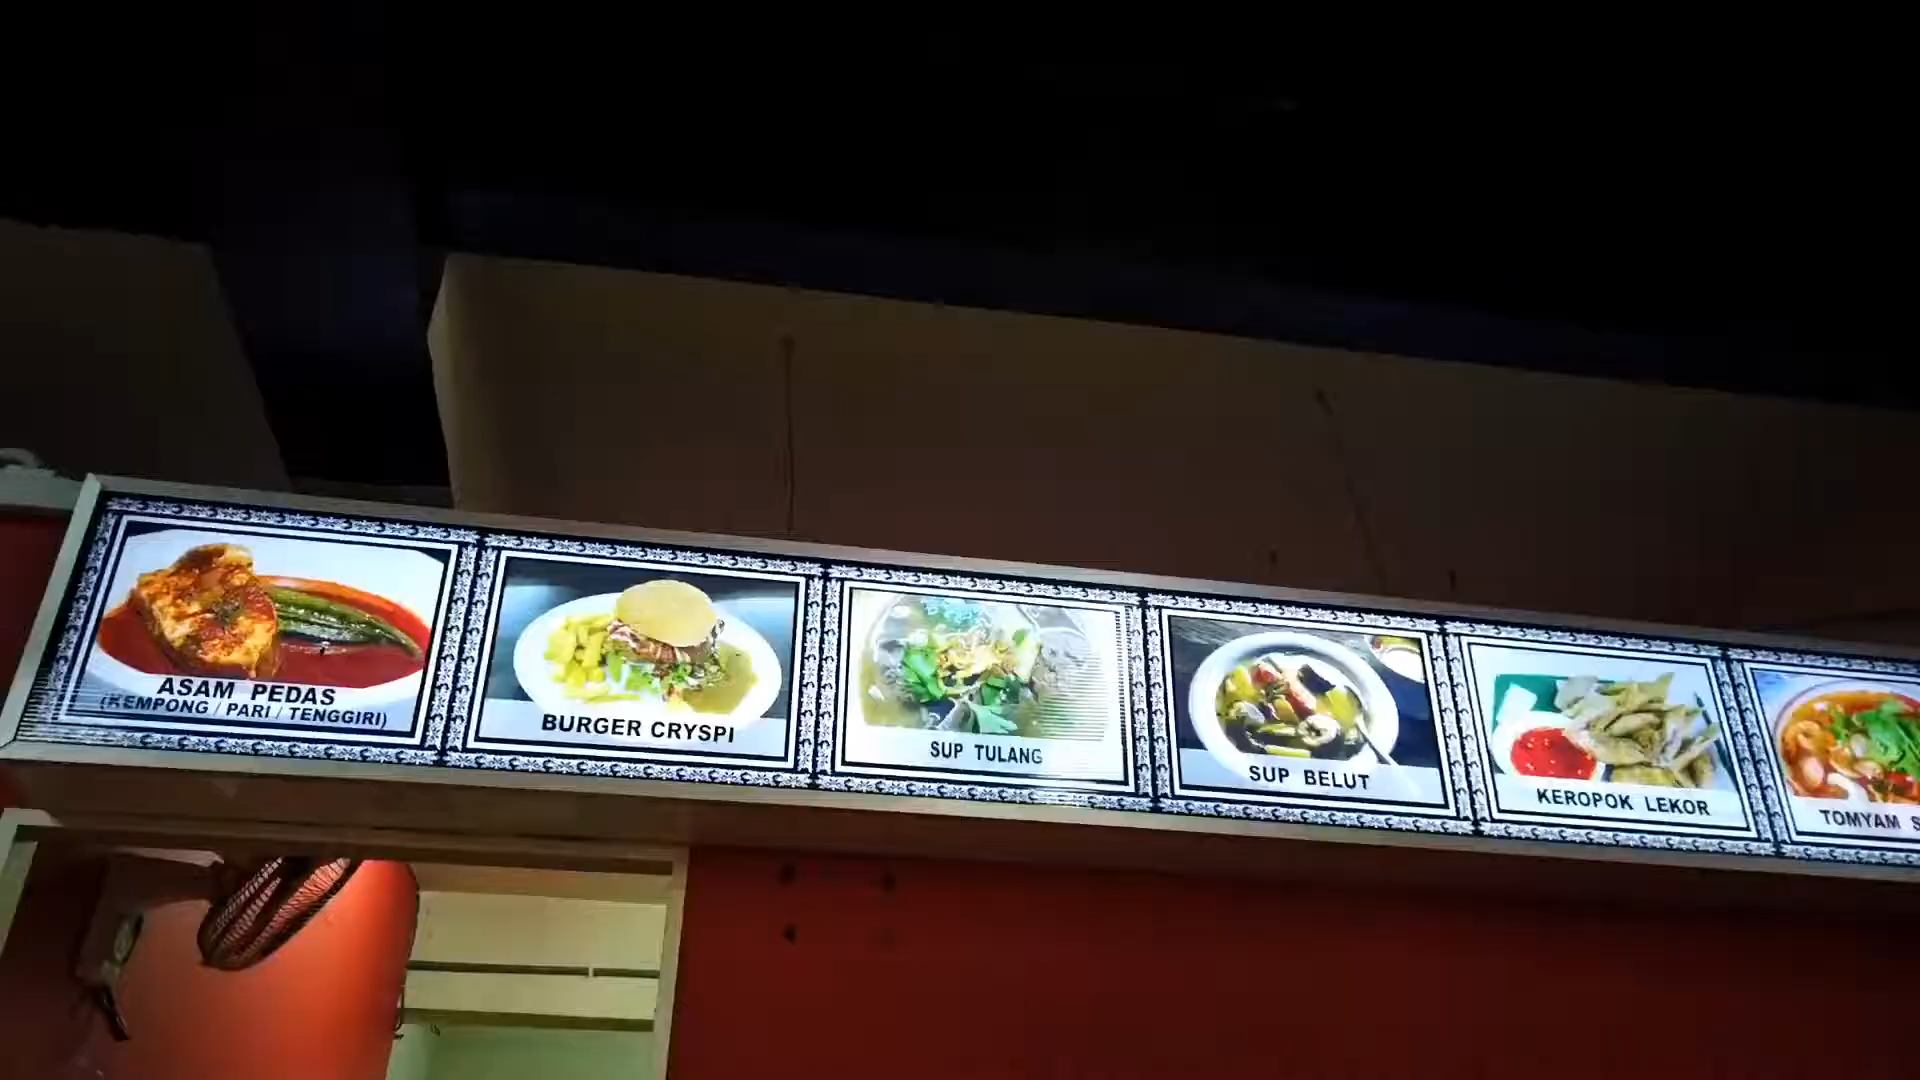 ASAM PEDAS
(KEMPONG / PARI / TENGGIRI)
BURGER CRYSPI
SUP TULANG
SUP BELUT
KEROPOK LEKOR
TOMYAM